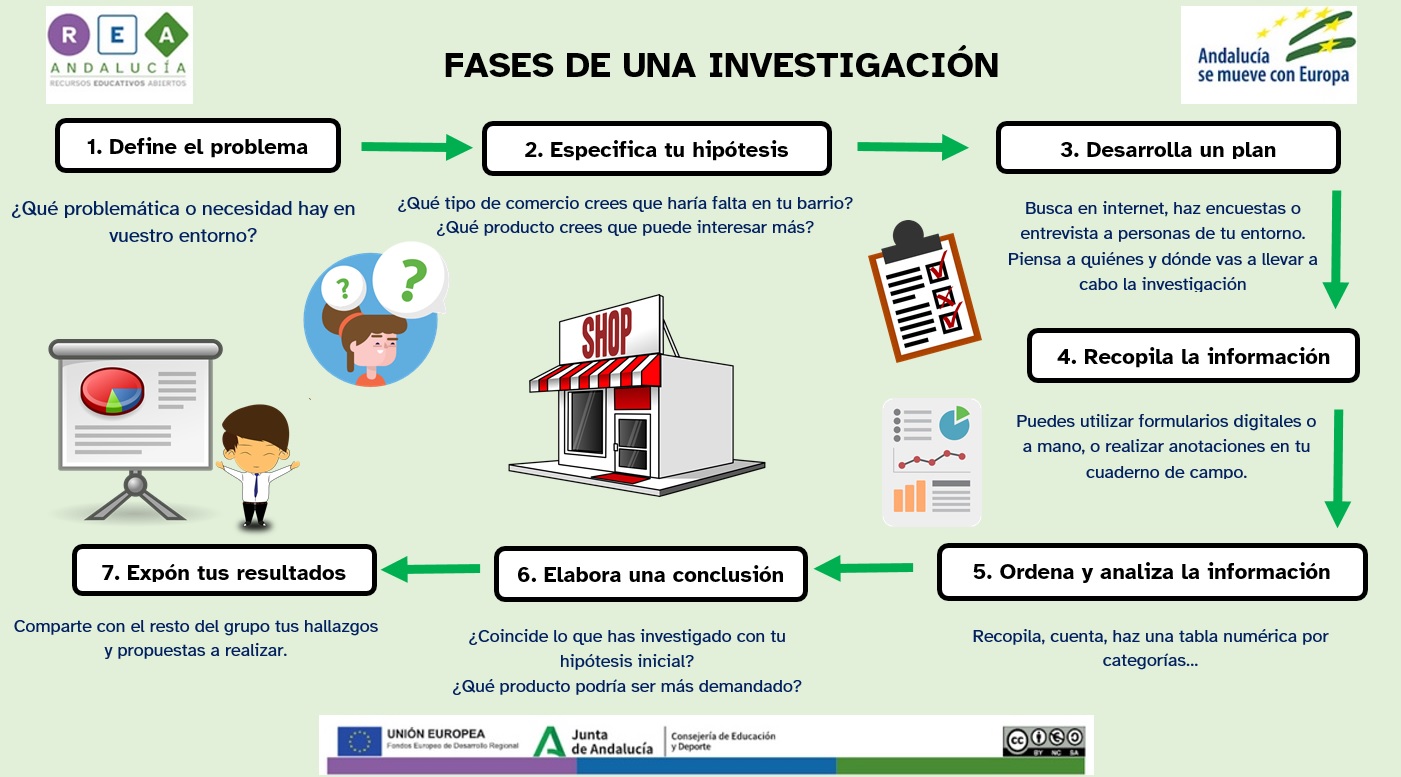 R E A
ANDALUCÍA
RECURSOS EDUCATIVOS ABIERTOS
FASES DE UNA INVESTIGACIÓN
Andalucía
se mueve con Europa
1. Define el problema
2. Especifica tu hipótesis
3. Desarrolla un plan
¿Qué problemática o necesidad hay en
vuestro entorno?
¿Qué tipo de comercio crees que haría falta en tu barrio?
¿Qué producto crees que puede interesar más?
Busca en internet, haz encuestas o
entrevista a personas de tu entorno.
Piensa a quiénes y dónde vas a llevar a
cabo la investigación
? ?
SHOP
4. Recopila la información
Puedes utilizar formularios digitales o
a mano, o realizar anotaciones en tu
cuaderno de campo.
5. Ordena y analiza la información
Recopila, cuenta, haz una tabla numérica por
categorías...
6. Elabora una conclusión
¿Coincide lo que has investigado con tu
hipótesis inicial?
¿Qué producto podría ser más demandado?
7. Expón tus resultados
Comparte con el resto del grupo tus hallazgos
y propuestas a realizar.
UNIÓN EUROPEA
Fondos Europeo de Desarrollo Regional
Junta
de Andalucía
Consejería de Educación
y Deporte
cc
BY NC SA